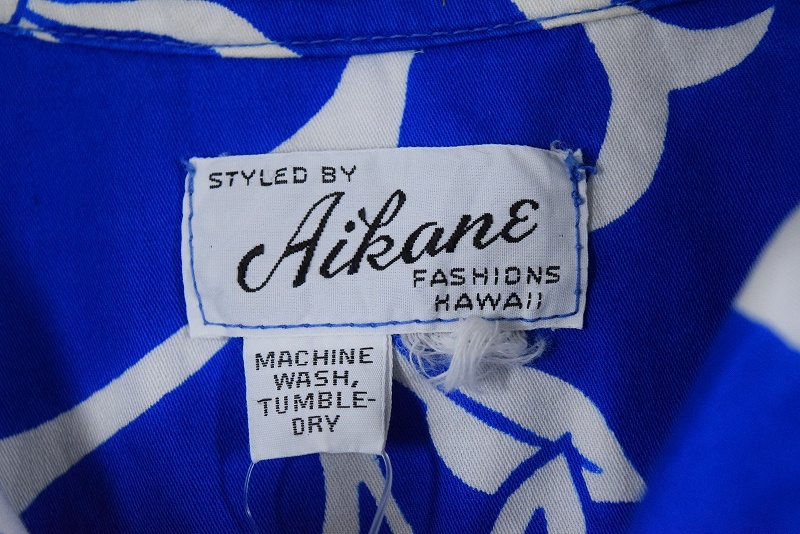 STYLED BY
Aikane
FASHIONS
HAWAII
MACHINE
WASH,
TUMBLE-
DRY